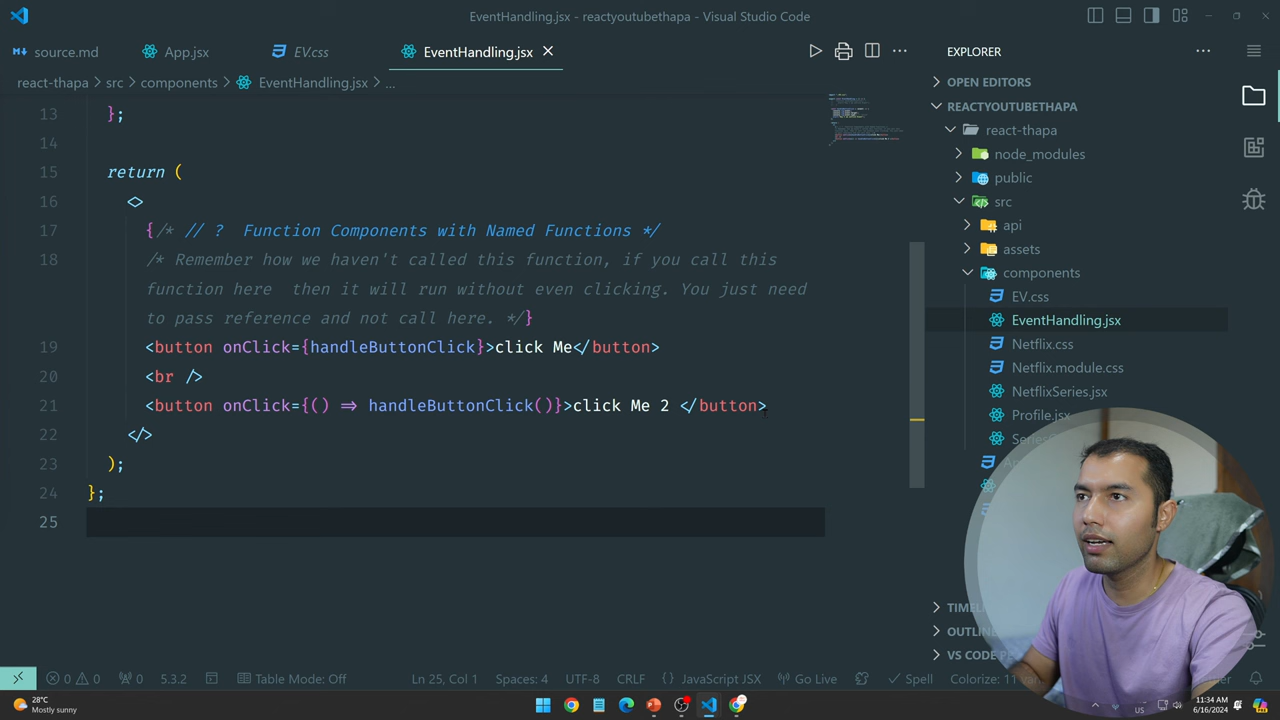 EventHandling.jsx - reactyoutubethapa - Visual Studio Code
source.md
App.jsx
EV.css
EventHandling.jsx
EXPLORER
react-thapa > src > components > EventHandling.jsx > ...
OPEN EDITORS
REACTYOUTUBETHAPA
react-thapa
node_modules
public
src
api
assets
components
EV.css
EventHandling.jsx
Netflix.css
Netflix.module.css
NetflixSeries.jsx
Profile.jsx
13 };
14
15 return (
16 <>
17 {/* // ? Function Components with Named Functions */
18 /* Remember how we haven't called this function, if you call this
function here then it will run without even clicking. You just need
to pass reference and not call here. */}
19 <button onClick={handleButtonClick}>click Me</button>
20 <br />
21 <button onClick={() => handleButtonClick()}>click Me 2 </button>
22 </>
23 );
24 };
25
OUTLINE
VS CODE
0 0 0 5.3.2 Table Mode: Off Ln 25, Col 1 Spaces: 4 UTF-8 CRLF {} JavaScript JSX Go Live Spell Colorize: 11
28°C
Mostly sunny
US
11:34 AM
6/16/2024